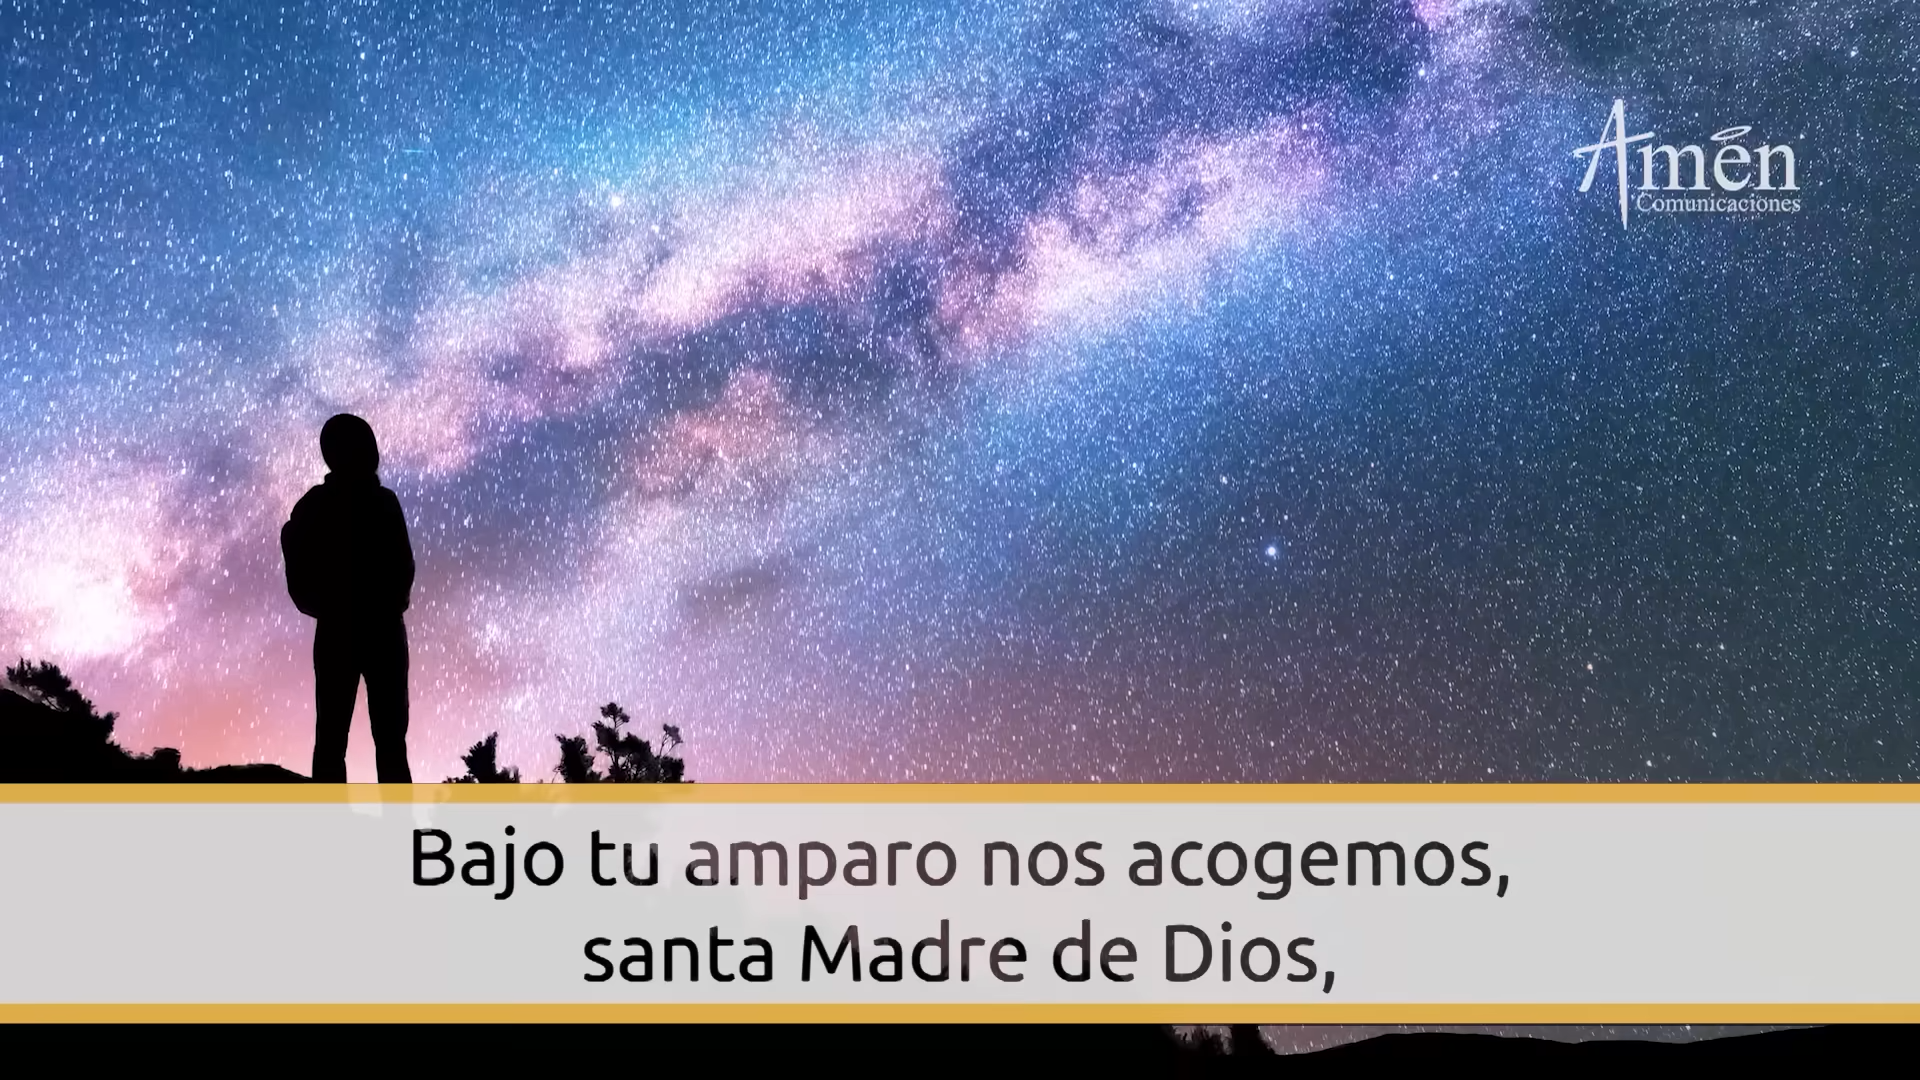 Amén
Comunicaciones
Bajo tu amparo nos acogemos,
santa Madre de Dios,